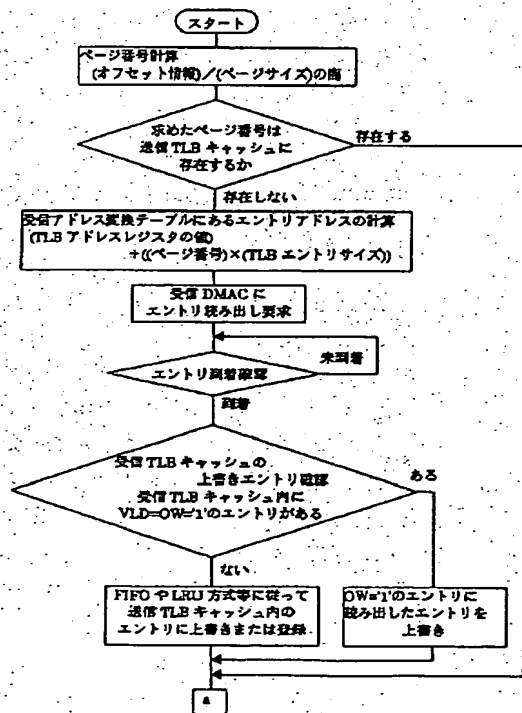 スタート
ページ番号計算
(オフセット情報)/(ページサイズ)の商
求めたページ番号は
送信TLBキャッシュに
存在するか
存在する
存在しない
受信アドレス変換テーブルにあるエントリアドレスの計算
(TLBアドレスレジスタの値)
+((ページ番号)×(TLBエントリサイズ))
受信DMACに
エントリ読み出し要求
未到着
エントリ到着確認
到着
受信TLBキャッシュの
上書きエントリ確認
受信TLBキャッシュ内に
VLD=OW='1'のエントリがある
ある
ない
FIFOやLRU方式等に従って
送信TLBキャッシュ内の
エントリに上書きまたは登録
OW='1'のエントリに
読み出したエントリを
上書き
a